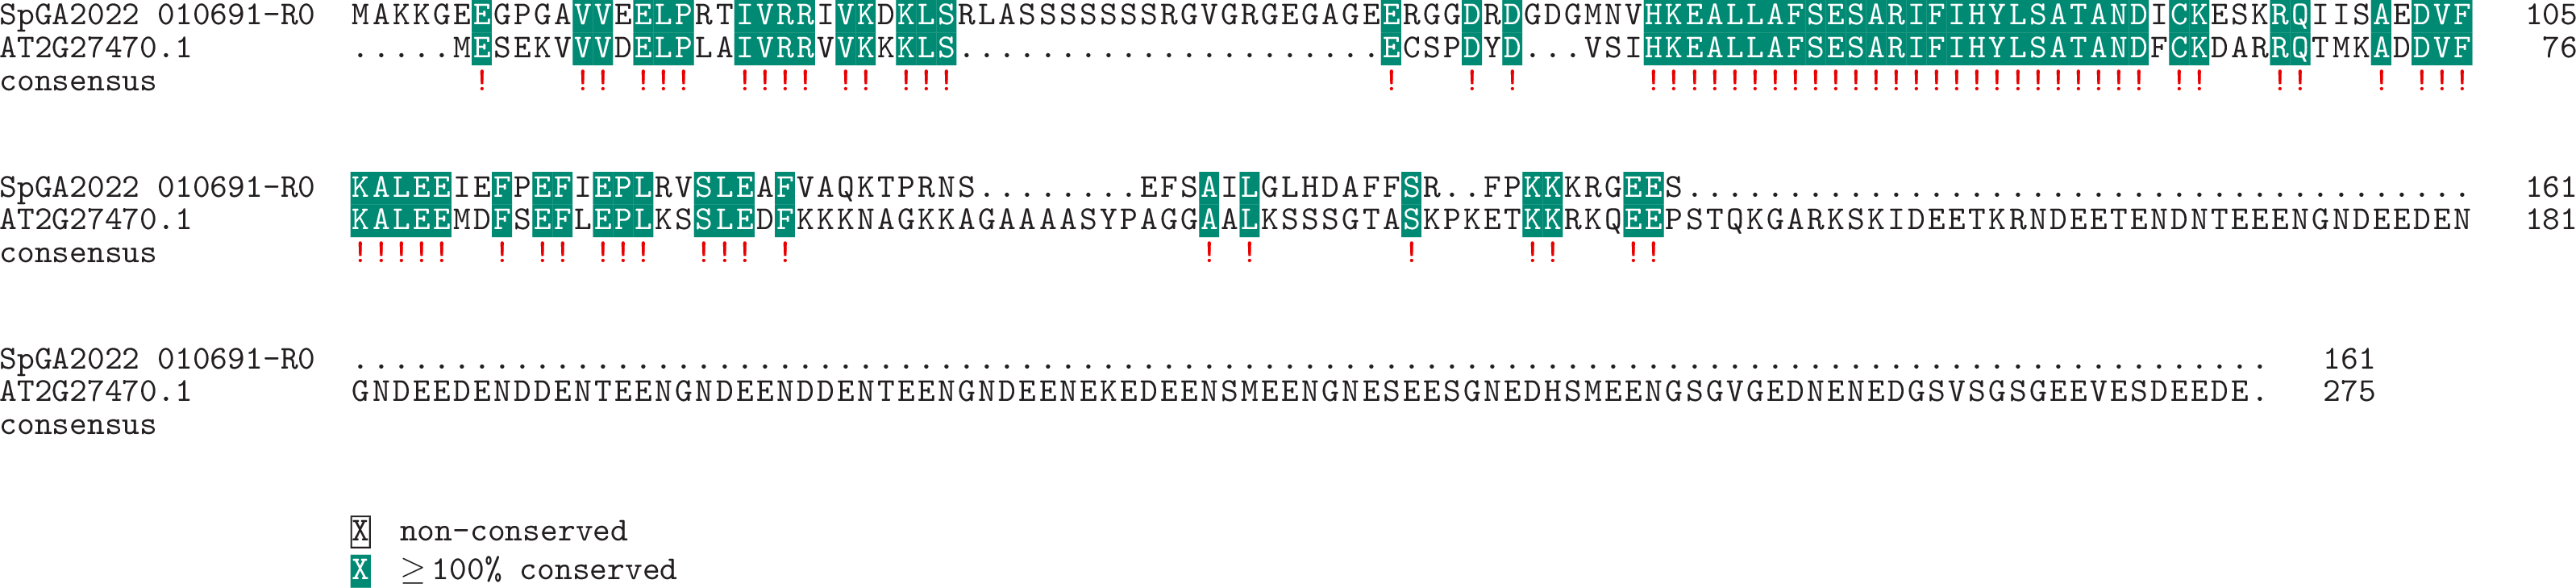 SpGA2022 010691-R0 MAKKGEEGPGAVVEELPRTIVRRIVKDKLSRLASSSSSSSRGVGRGEGAGEERGGDRDGDGMNVHKEALLAFSESARIFIHYLSATANDICKESKRQIISAEDVF 105
AT2G27470.1 .....MESEKVVVDELPLAIVRRVVKKKLS.....................ECSPDYD...VSIHKEALLAFSESARIFIHYLSATANDFCKDARRQTMKADDVF 76
consensus ! !! !!! !!!! !! !!! ! ! ! !!!!!!!!!!!!!!!!!!!!!!!!! !! !! ! !!!
SpGA2022 010691-R0 KALEEIEFPEFIEPLRVSLEAFVAQKTPRNS........EFSAILGLHDAFFSR..FPKKKRGEES....................................... 161
AT2G27470.1 KALEEMDFSEFLEPLKSSLEDFKKKNAGKKAGAAAASYPAGGAALKSSSGTASKPKETKKRKQEEPSTQKGARKSKIDEETKRNDEETENDNTEEENGNDEEDEN 181
consensus !!!!! ! !! !!! !!! ! ! ! ! !! !!
SpGA2022 010691-R0 ............................................................................................... 161
AT2G27470.1 GNDEEDENDDENTEENGNDEENDDENTEENGNDEENEKEDEENSMEENGNESEESGNEDHSMEENGSGVGEDNENEDGSVSGSGEEVESDEEDE. 275
consensus
X non-conserved
X ≥100% conserved